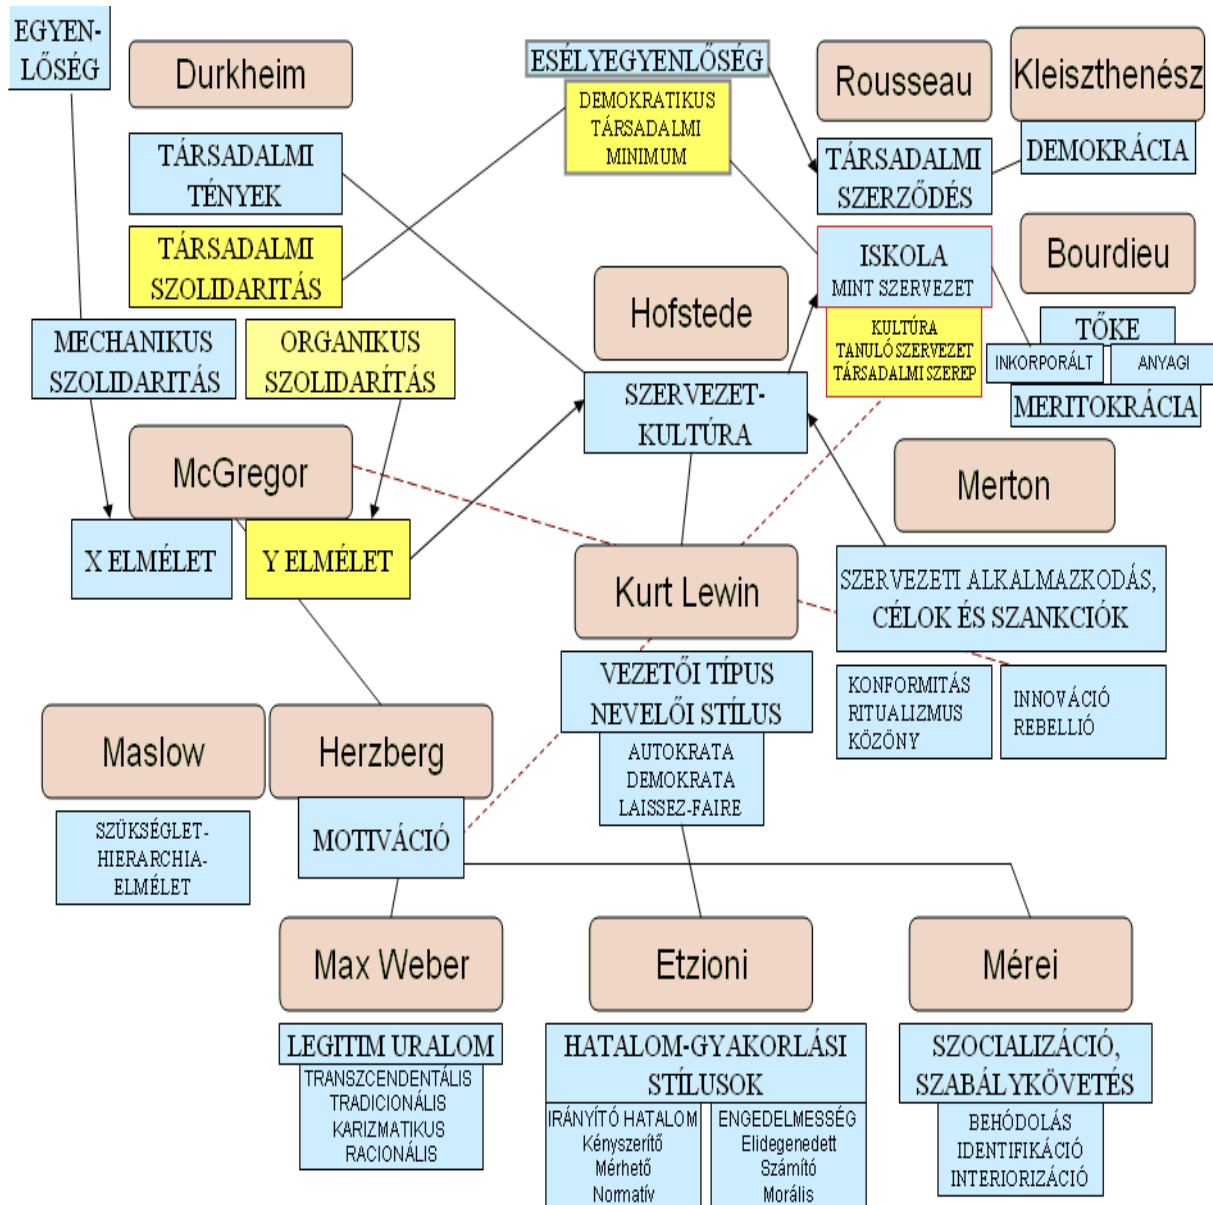 EGYEN-
LŐSÉG
Durkheim
TÁRSADALMI
TÉNYEK
TÁRSADALMI
SZOLIDARITÁS
MECHANIKUS
SZOLIDARITÁS
ORGANIKUS
SZOLIDARÍTÁS
ESÉLYEGYENLŐSÉG
DEMOKRATIKUS
TÁRSADALMI
MINIMUM
Rousseau
TÁRSADALMI
SZERZŐDÉS
Kleiszthenész
DEMOKRÁCIA
ISKOLA
MINT SZERVEZET
KULTÚRA
TANULÓ SZERVEZET
TÁRSADALMI SZEREP
Bourdieu
TŐKE
INKORPORÁLT
ANYAGI
MERITOKRÁCIA
Hofstede
SZERVEZET-
KULTÚRA
McGregor
X ELMÉLET
Y ELMÉLET
Merton
SZERVEZETI ALKALMAZKODÁS,
CÉLOK ÉS SZANKCIÓK
KONFORMITÁS
RITUALIZMUS
KÖZÖNY
INNOVÁCIÓ
REBELLIÓ
Kurt Lewin
VEZETŐI TÍPUS
NEVELŐI STÍLUS
AUTOKRATA
DEMOKRATA
LAISSEZ-FAIRE
Maslow
SZÜKSÉGLET-
HIERARCHIA-
ELMÉLET
Herzberg
MOTIVÁCIÓ
Max Weber
LEGITIM URALOM
TRANSZCENDENTÁLIS
TRADICIONÁLIS
KARIZMATIKUS
RACIONÁLIS
Etzioni
HATALOM-GYAKORLÁSI
STÍLUSOK
IRÁNYÍTÓ HATALOM
Kényszerítő
Mérhető
Normatív
ENGEDELMESSÉG
Elidegenedett
Számító
Morális
Mérei
SZOCIALIZÁCIÓ,
SZABÁLYKÖVETÉS
BEHÓDOLÁS
IDENTIFIKÁCIÓ
INTERIORIZÁCIÓ